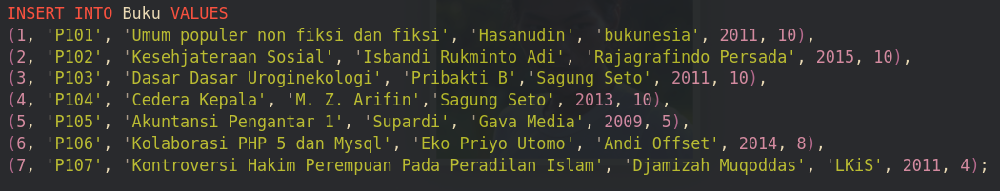 INSERT INTO Buku VALUES
(1, 'P101', 'Umum populer non fiksi dan fiksi', 'Hasanudin', 'bukunesia', 2011, 10),
(2, 'P102', 'Kesehjateraan Sosial', 'Isbandi Rukminto Adi', 'Rajagrafindo Persada', 2015, 10),
(3, 'P103', 'Dasar Dasar Uroginekologi', 'Pribakti B','Sagung Seto', 2011, 10),
(4, 'P104', 'Cedera Kepala', 'M. Z. Arifin','Sagung Seto', 2013, 10),
(5, 'P105', 'Akuntansi Pengantar 1', 'Supardi', 'Gava Media', 2009, 5),
(6, 'P106', 'Kolaborasi PHP 5 dan Mysql', 'Eko Priyo Utomo', 'Andi Offset', 2014, 8),
(7, 'P107', 'Kontroversi Hakim Perempuan Pada Peradilan Islam', 'Djamizah Muqoddas', 'LKiS', 2011, 4);